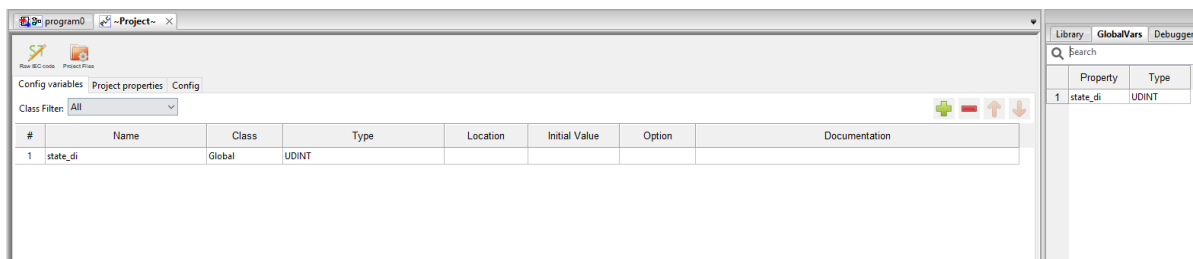 program0 ~Project~
Library GlobalVars Debugger
Raw IEC code Project Files
Search
Config variables Project properties Config
Property Type
Class Filter: All
1 state_di UDINT
# Name Class Type Location Initial Value Option Documentation
1 state_di Global UDINT